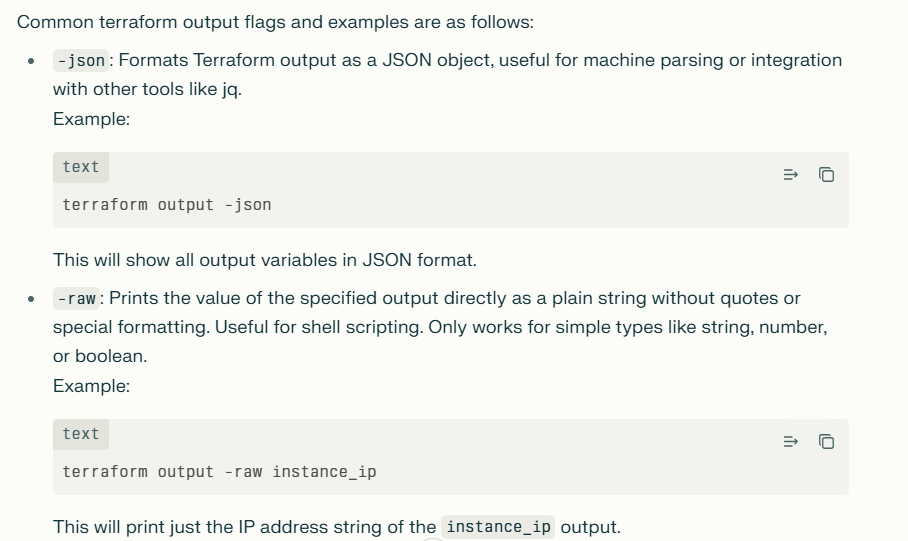 Common terraform output flags and examples are as follows:
• -json: Formats Terraform output as a JSON object, useful for machine parsing or integration
with other tools like jq.
Example:
text
terraform output -json
This will show all output variables in JSON format.
• -raw: Prints the value of the specified output directly as a plain string without quotes or
special formatting. Useful for shell scripting. Only works for simple types like string, number,
or boolean.
Example:
text
terraform output -raw instance_ip
This will print just the IP address string of the instance_ip output.